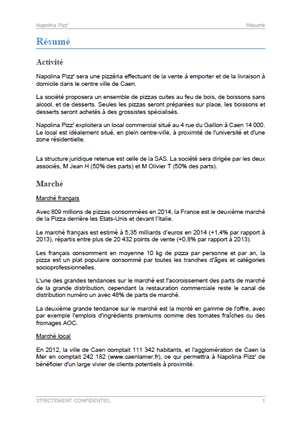 Napolina Pizz' Résumé
Résumé
Activité
Napolina Pizz' sera une pizzéria effectuant de la vente à emporter et de la livraison à
domicile dans le centre ville de Caen.
La société proposera un ensemble de pizzas cuites au feu de bois, de boissons sans
alcool, et de desserts. Seules les pizzas seront préparées sur place, les boissons et
desserts seront achetés à des grossistes spécialisés.
Napolina Pizz' exploitera un local commercial situé au 4 rue du Gaillon à Caen 14 000.
Le local est idéalement situé, en plein centre-ville, à proximité de l'université et d'une
zone résidentielle.
La structure juridique retenue est celle de la SAS. La société sera dirigée par les deux
associés, M Jean H (50% des parts) et M Olivier T (50% des parts).
Marché
Marché français
Avec 809 millions de pizzas consommées en 2014, la France est le deuxième marché
de la Pizza derrière les Etats-Unis et devant l'Italie.
Le marché français est estimé à 5,35 milliards d'euros en 2014 (+1,4% par rapport à
2013), répartis entre plus de 20 432 points de vente (+0,8% par rapport à 2013).
Les français consomment en moyenne 10 kg de pizza par personne et par an, la
pizza est un plat populaire consommé par toutes les tranches d'âges et catégories
socioprofessionnelles.
L'une des grandes tendances sur le marché est l'accroissement des parts de marché
de la grande distribution, cependant la restauration commerciale reste le canal de
distribution numéro un avec 48% de parts de marché.
La deuxième grande tendance sur le marché est la monté en gamme de l'offre, avec
par exemple l'emploi d'ingrédients premiums comme des tomates fraîches ou des
fromages AOC.
Marché local
En 2012, la ville de Caen comptait 111 342 habitants, et l'agglomération de Caen la
Mer en comptait 242 182 (www.caenlamer.fr), ce qui permettra à Napolina Pizz' de
bénéficier d'un large vivier de clients potentiels à proximité.
STRICTEMENT CONFIDENTIEL 1